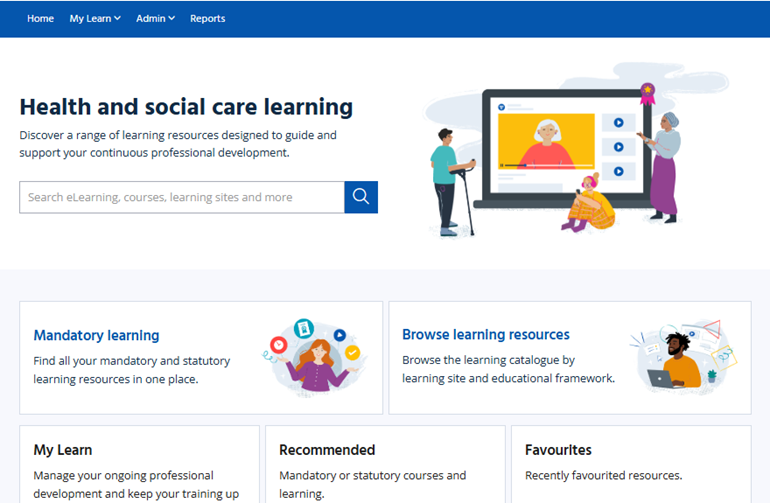 Home My Learn Admin Reports
Health and social care learning
Discover a range of learning resources designed to guide and
support your continuous professional development.
Search eLearning, courses, learning sites and more
Mandatory learning
Find all your mandatory and statutory
learning resources in one place.
Browse learning resources
Browse the learning catalogue by
learning site and educational framework.
My Learn
Manage your ongoing professional
development and keep your training up
Recommended
Mandatory or statutory courses and
learning.
Favourites
Recently favourited resources.